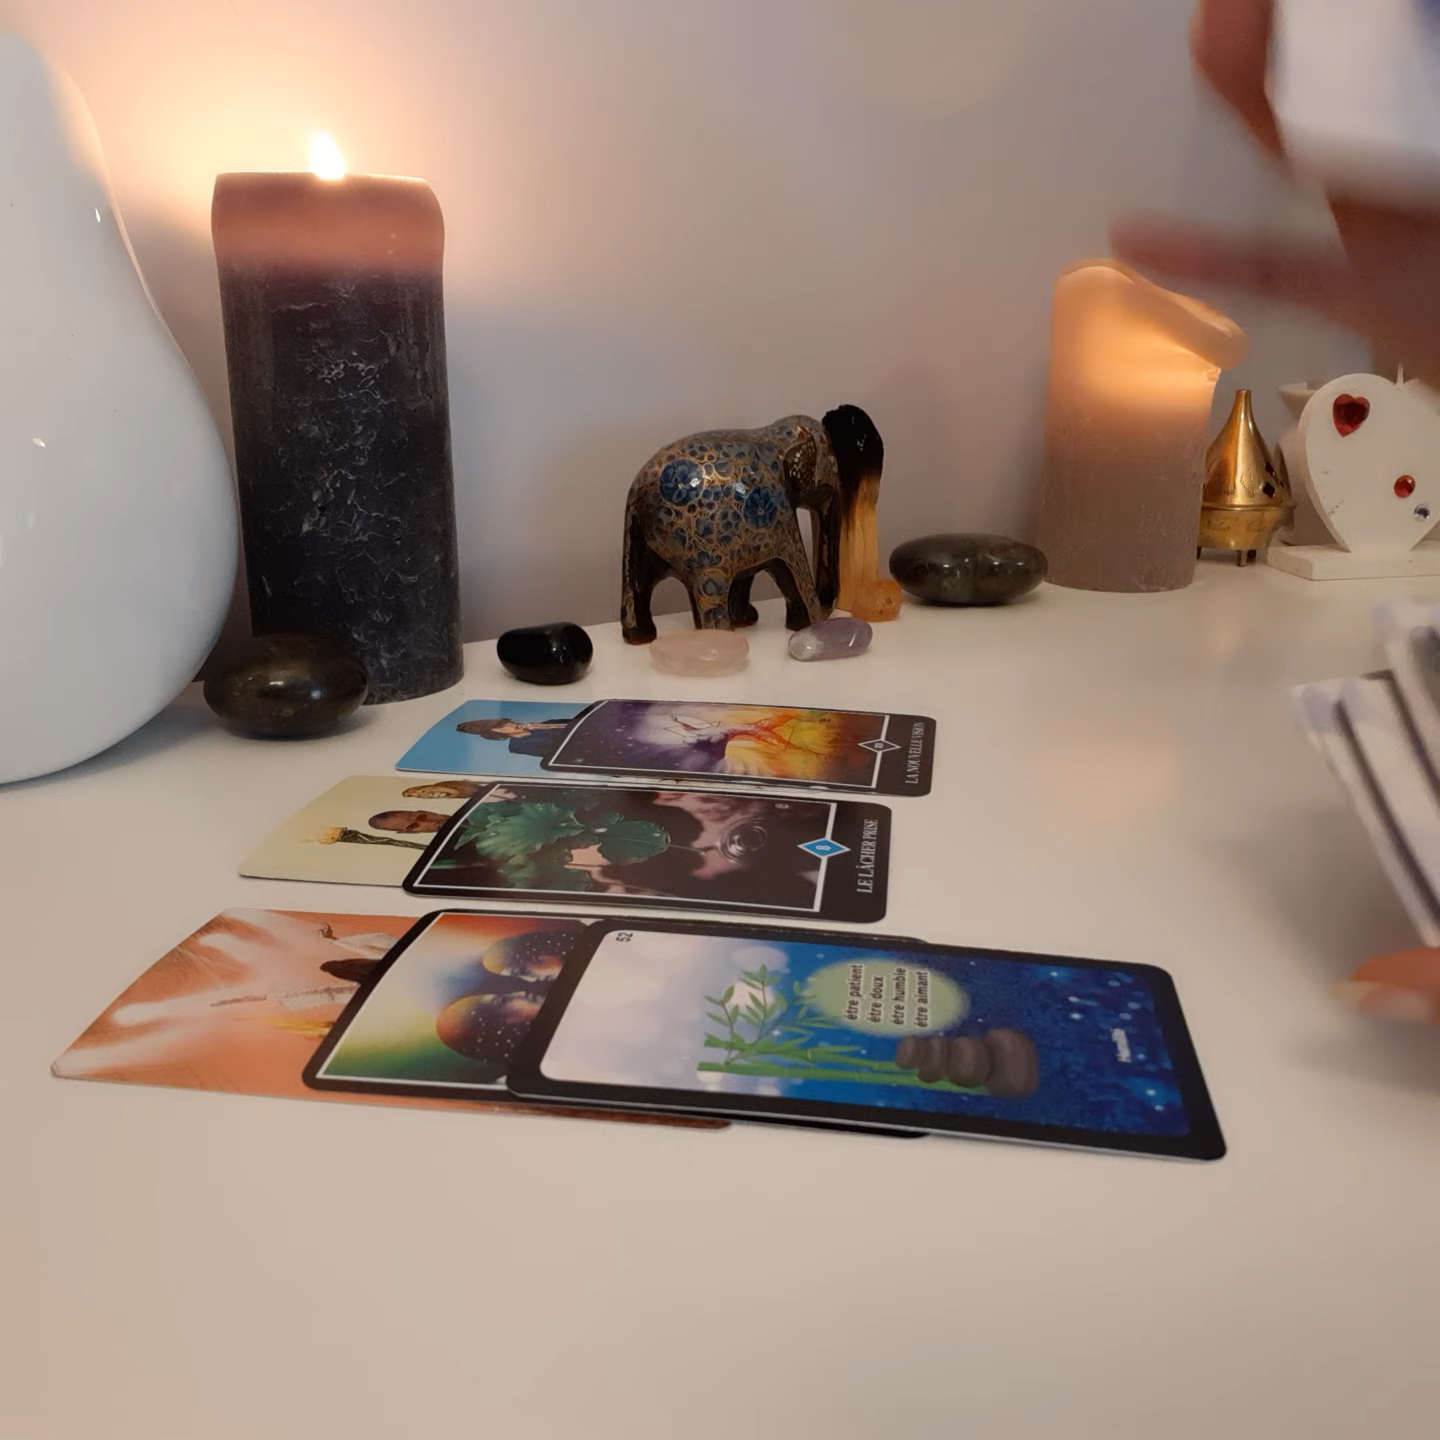 LA NOUVELLE VISION
8
LE LÂCHER PRISE
52
être patient
être doux
être humble
être aimant